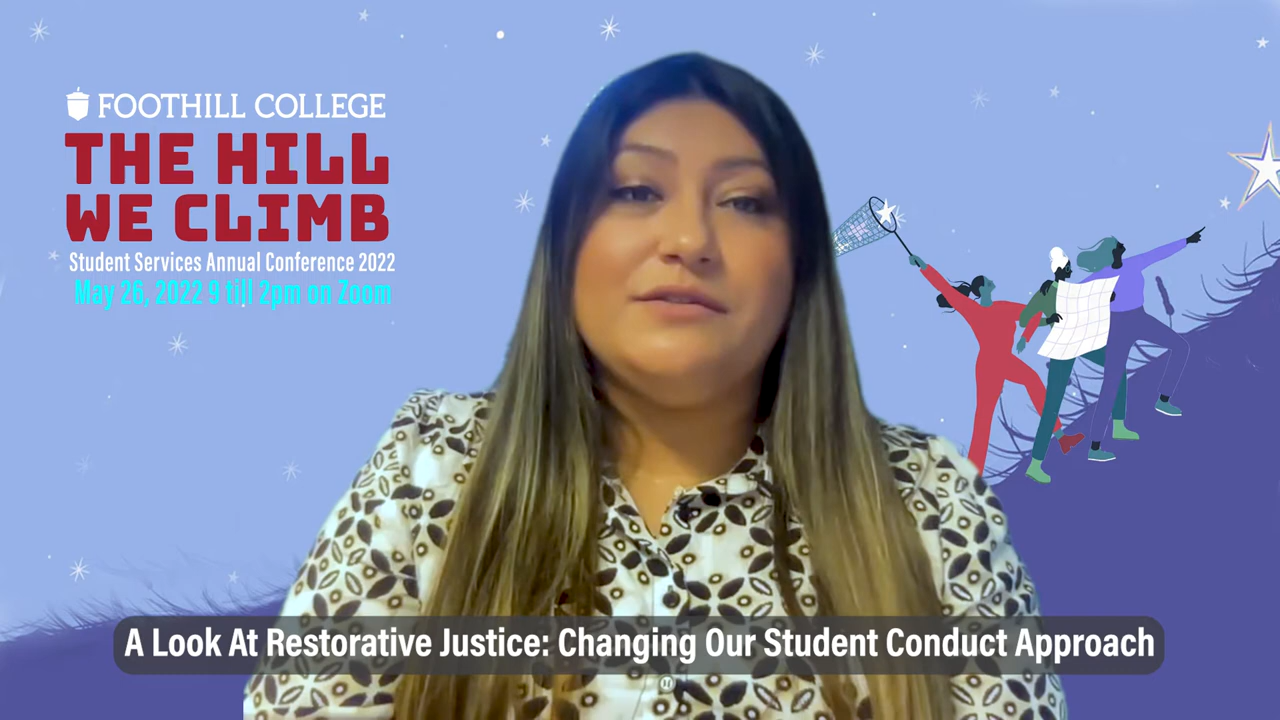 FOOTHILL COLLEGE
THE HILL
WE CLIMB
Student Services Annual Conference 2022
May 26, 2022 9 till 2pm on Zoom
A Look At Restorative Justice: Changing Our Student Conduct Approach